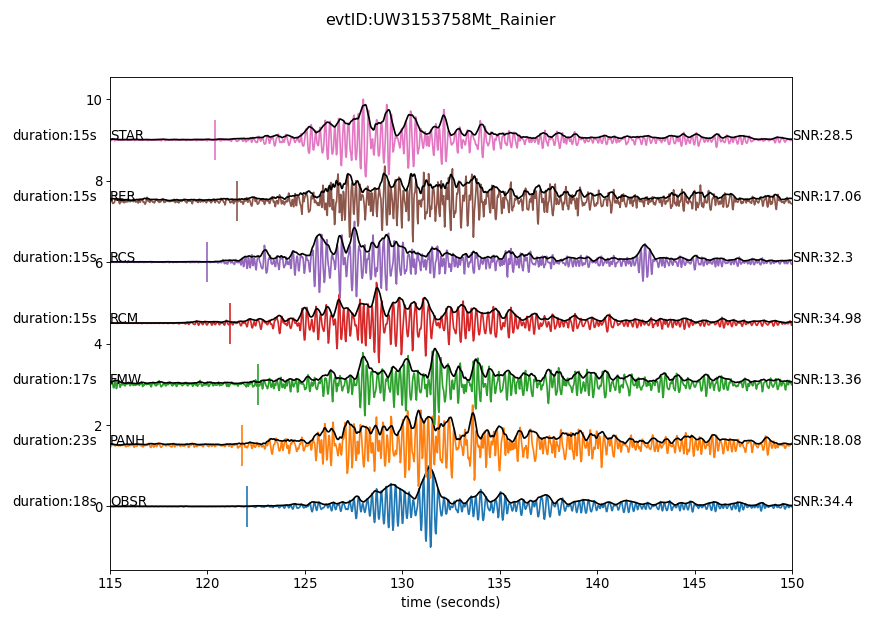 evtID:UW3153758Mt_Rainier
10
duration:15s STAR SNR:28.5
8
duration:15s RER SNR:17.06
duration:15s RCS SNR:32.3
6
duration:15s RCM SNR:34.98
4
duration:17s FMW SNR:13.36
2
duration:23s PANH SNR:18.08
duration:18s OBSR SNR:34.4
0
115 120 125 130 135 140 145 150
time (seconds)